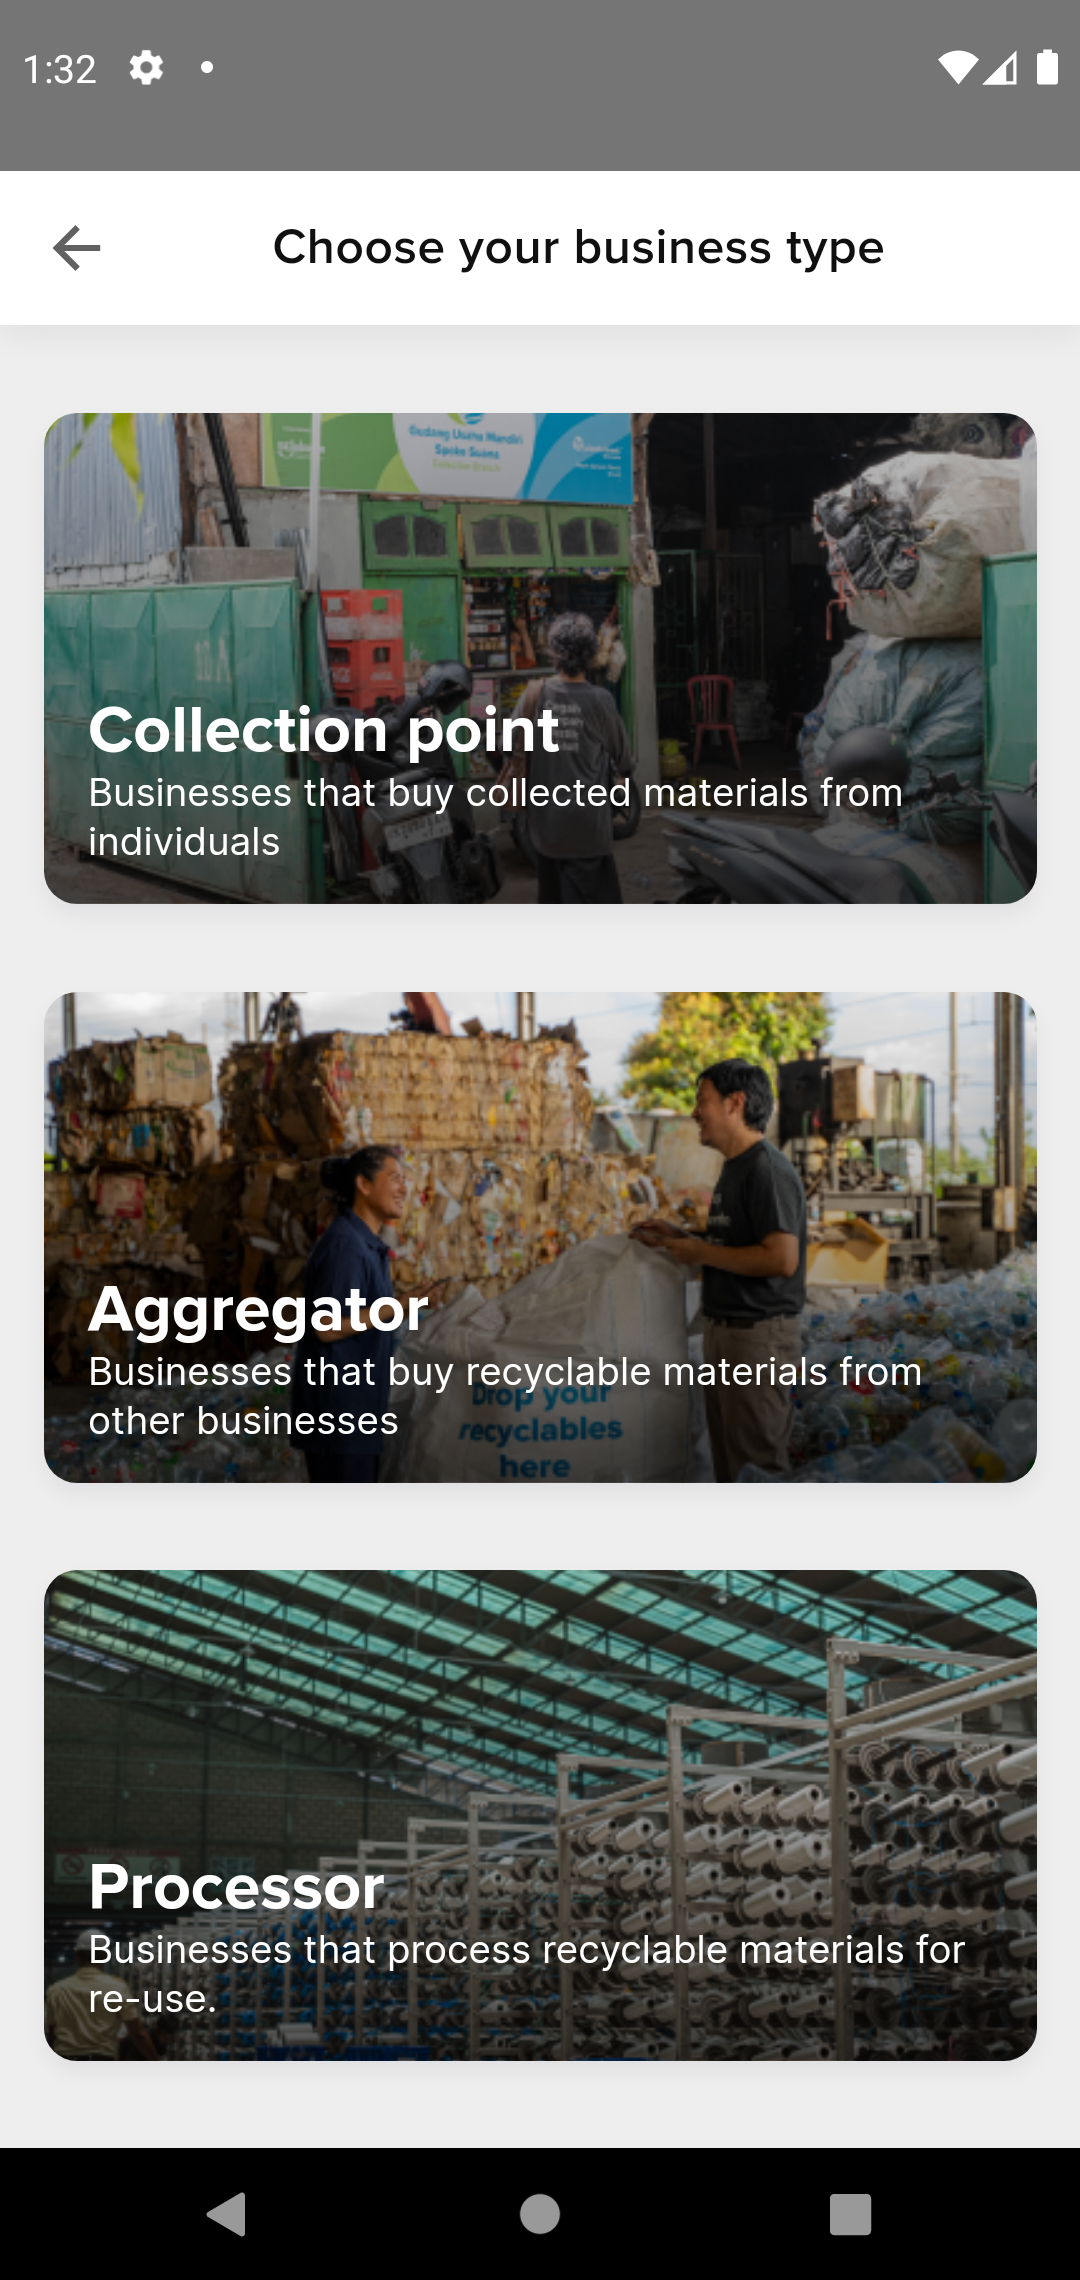 1:32
Choose your business type
Gudang Usaha Mandiri
Collection point
Businesses that buy collected materials from
individuals
Aggregator
Businesses that buy recyclable materials from
other businesses
Drop your
recyclables
here
Processor
Businesses that process recyclable materials for
re-use.